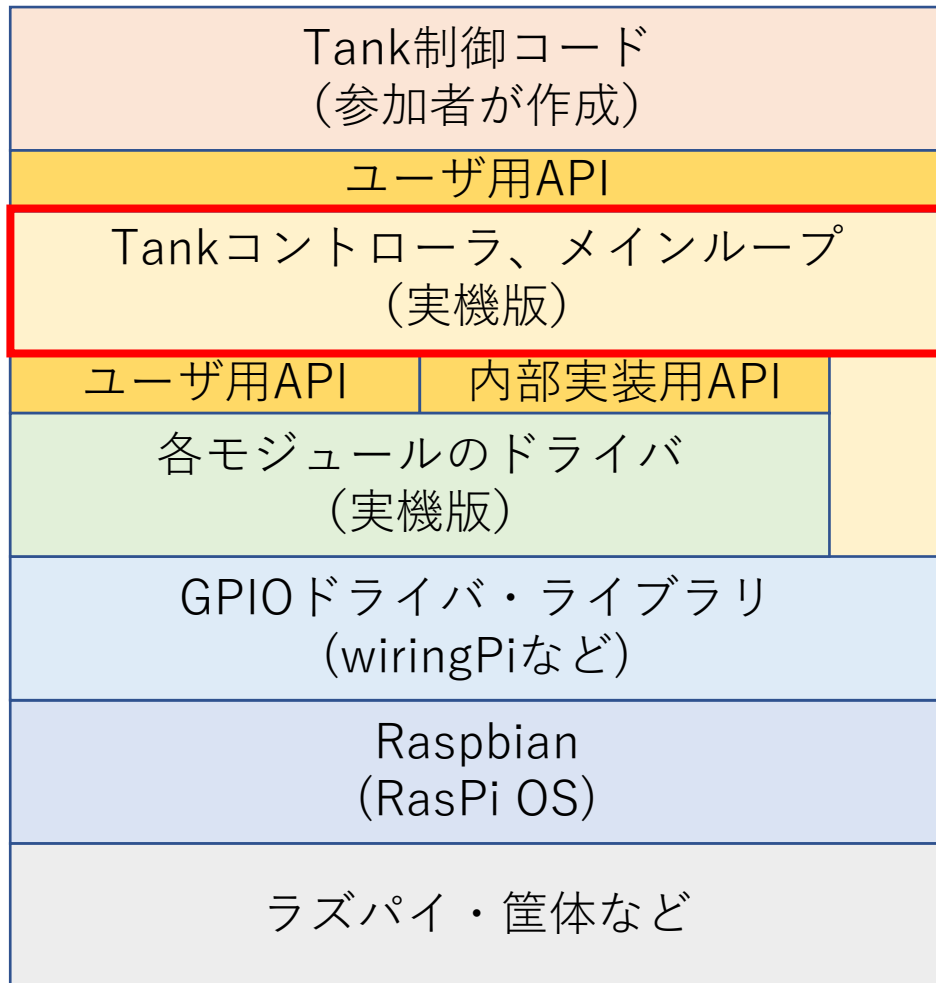 Tank制御コード
(参加者が作成)
ユーザ用API
Tankコントローラ、メインループ
(実機版)
ユーザ用API
内部実装用API
各モジュールのドライバ
(実機版)
GPIOドライバ・ライブラリ
(wiringPiなど)
Raspbian
(RasPi OS)
ラズパイ・筐体など